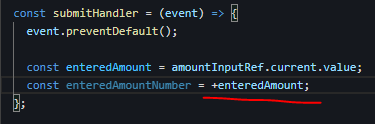 const submitHandler = (event) => {
event.preventDefault();
const enteredAmount = amountInputRef.current.value;
const enteredAmountNumber = +enteredAmount;
};